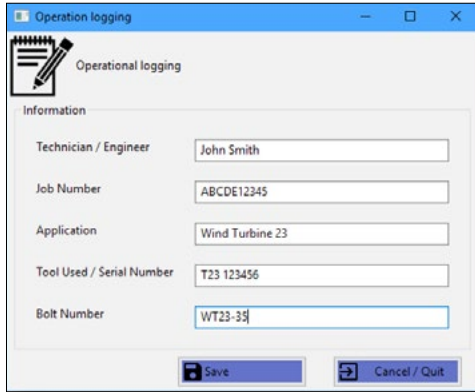 Operation logging
Operational logging
Information
Technician / Engineer John Smith
Job Number ABCDE12345
Application Wind Turbine 23
Tool Used / Serial Number T23 123456
Bolt Number WT23-35
Save Cancel / Quit